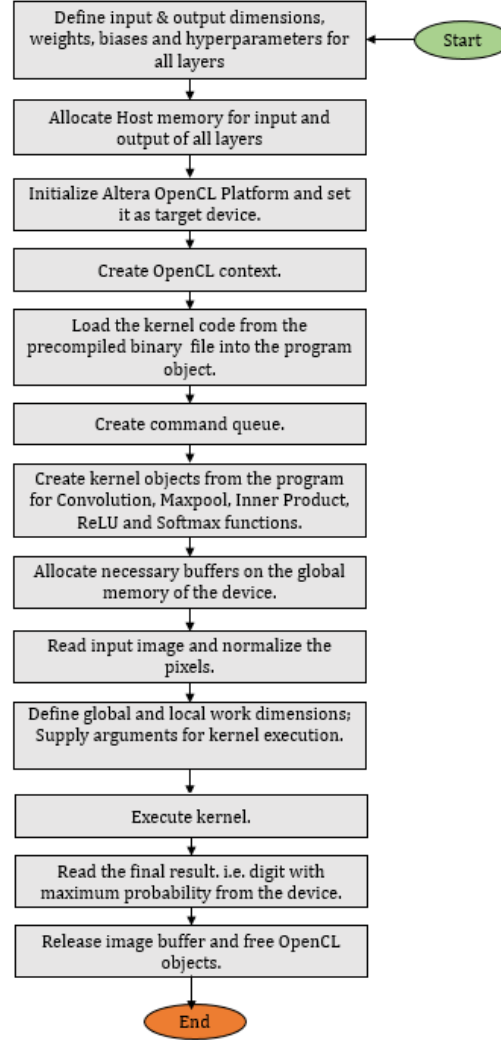 Start
Define input & output dimensions,
weights, biases and hyperparameters for
all layers
Allocate Host memory for input and
output of all layers
Initialize Altera OpenCL Platform and set
it as target device.
Create OpenCL context.
Load the kernel code from the
precompiled binary file into the program
object.
Create command queue.
Create kernel objects from the program
for Convolution, Maxpool, Inner Product,
ReLU and Softmax functions.
Allocate necessary buffers on the global
memory of the device.
Read input image and normalize the
pixels.
Define global and local work dimensions;
Supply arguments for kernel execution.
Execute kernel.
Read the final result. i.e. digit with
maximum probability from the device.
Release image buffer and free OpenCL
objects.
End